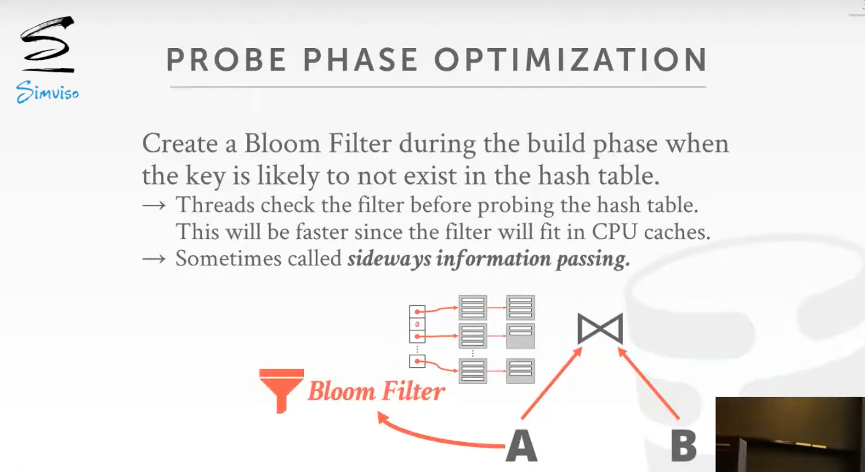 Simviso
PROBE PHASE OPTIMIZATION
Create a Bloom Filter during the build phase when
the key is likely to not exist in the hash table.
→ Threads check the filter before probing the hash table.
This will be faster since the filter will fit in CPU caches.
→ Sometimes called sideways information passing.
Bloom Filter
A
B